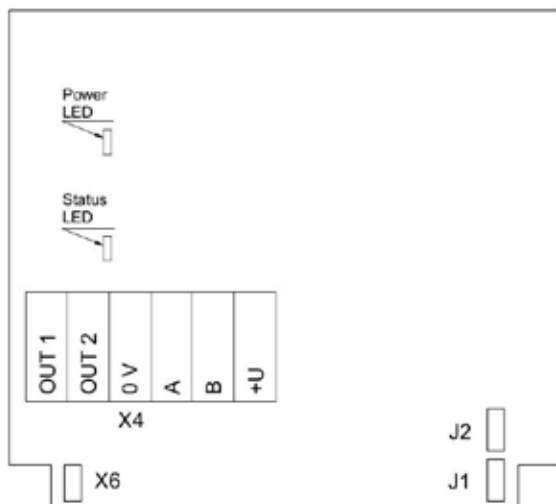 Power
LED
Status
LED
OUT 1
OUT 2
0 V
A
B
+U
X4
J2
X6
J1